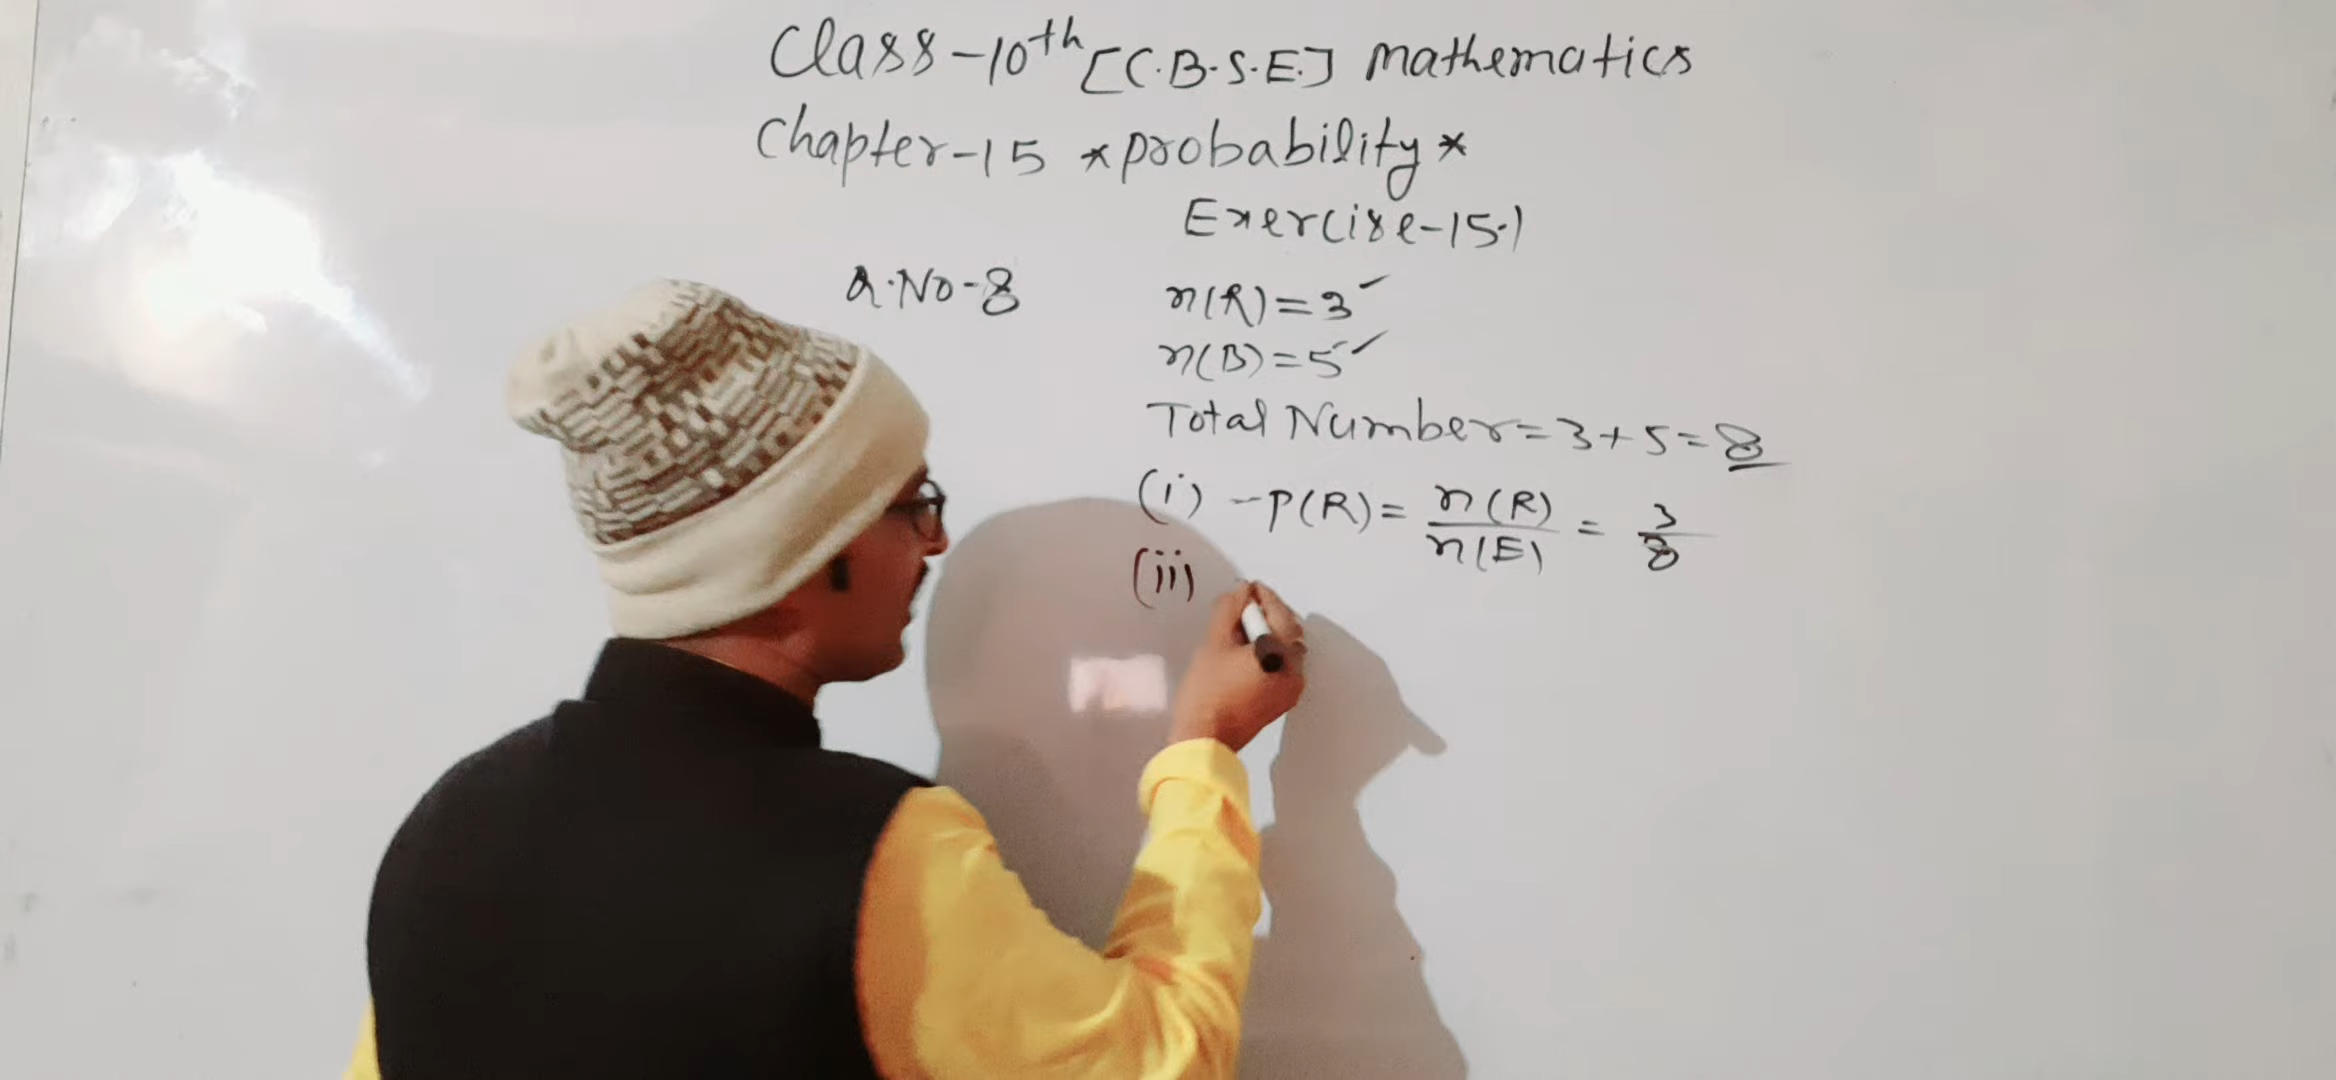 Class-10th [C.B.S.E.] mathematics
Chapter-15 *probability*
Exercise-15.1
Q.No-8
n(R)=3
n(B)=5
Total Number=3+5=8
(i) -P(R)= n(R)/n(E) = 3/8
(ii)